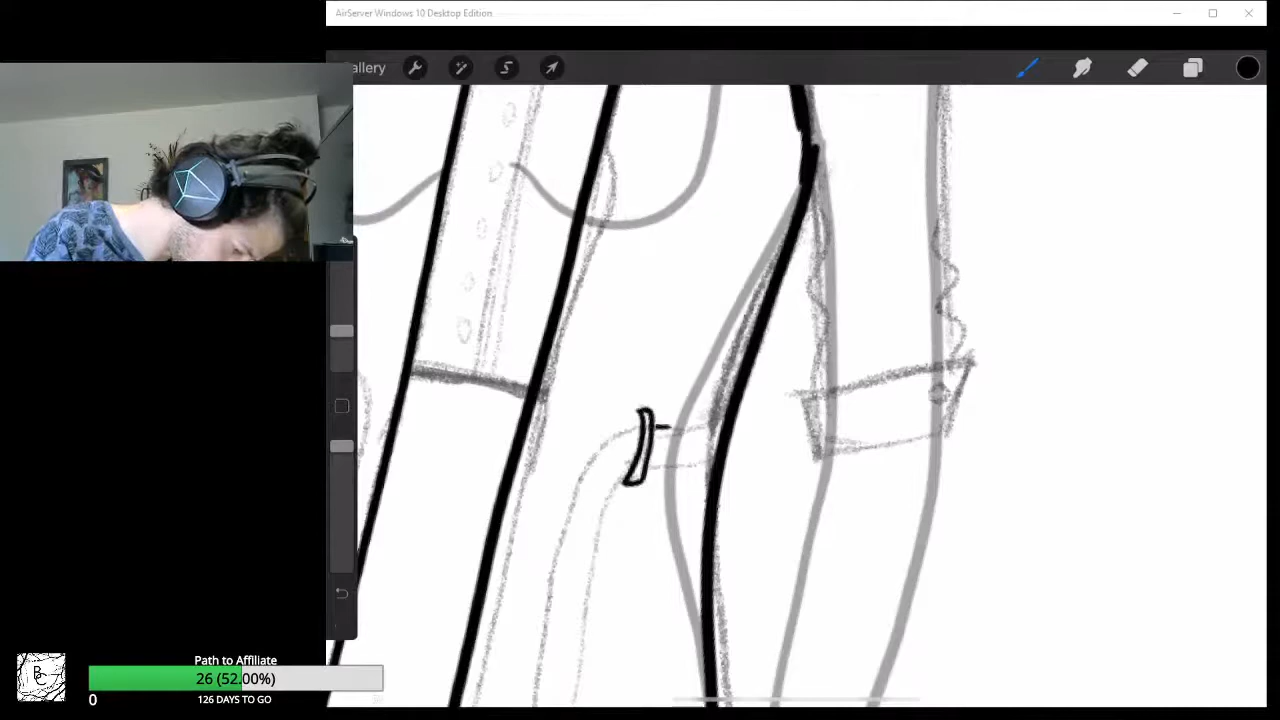 AirServer Windows 10 Desktop Edition
allery
B
Path to Affiliate
26 (52.00%)
0
126 DAYS TO GO